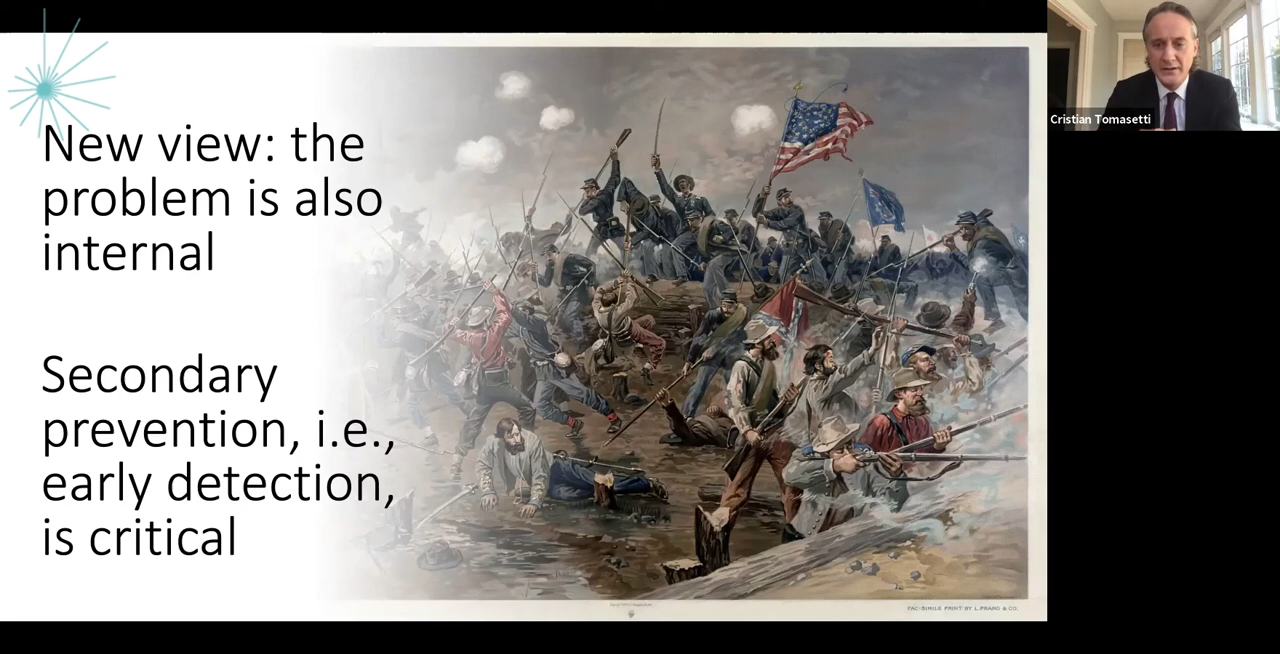 New view: the
problem is also
internal
Secondary
prevention, i.e.,
early detection,
is critical
FAC-SIMILE PRINT BY L.PRANG & CO.
Cristian Tomasetti